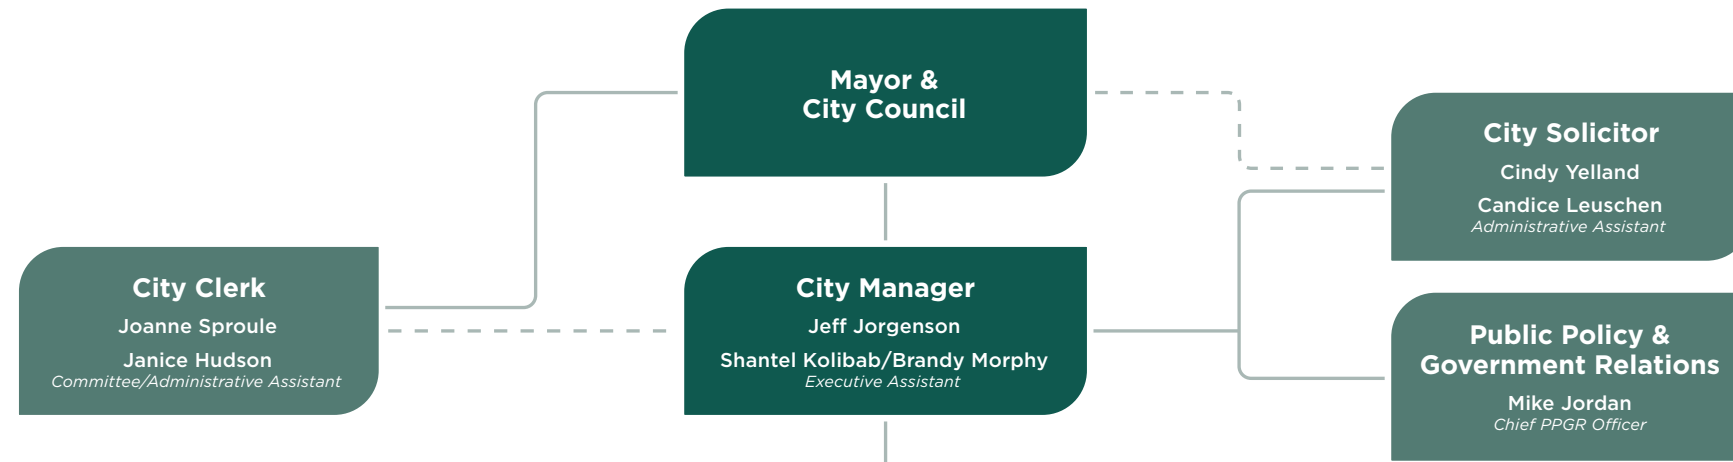 Mayor &
City Council
City Solicitor
Cindy Yelland
Candice Leuschen
Administrative Assistant
City Clerk
Joanne Sproule
Janice Hudson
Committee/Administrative Assistant
City Manager
Jeff Jorgenson
Shantel Kolibab/Brandy Morphy
Executive Assistant
Public Policy &
Government Relations
Mike Jordan
Chief PPGR Officer